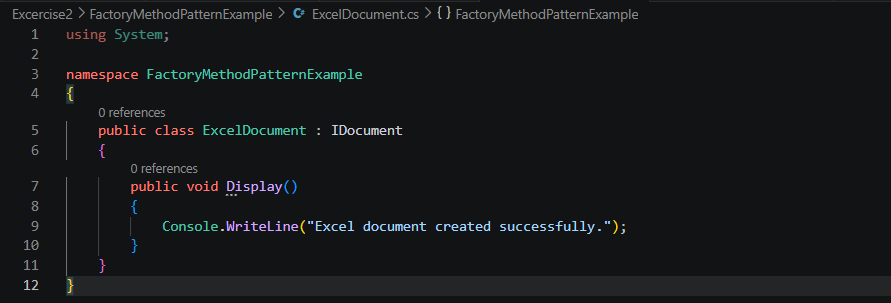 Excercise2 > FactoryMethodPatternExample > C# ExcelDocument.cs > {} FactoryMethodPatternExample
1 using System;
2
3 namespace FactoryMethodPatternExample
4 {
0 references
5 public class ExcelDocument : IDocument
6 {
0 references
7 public void Display()
8 {
9 Console.WriteLine("Excel document created successfully.");
10 }
11 }
12 }